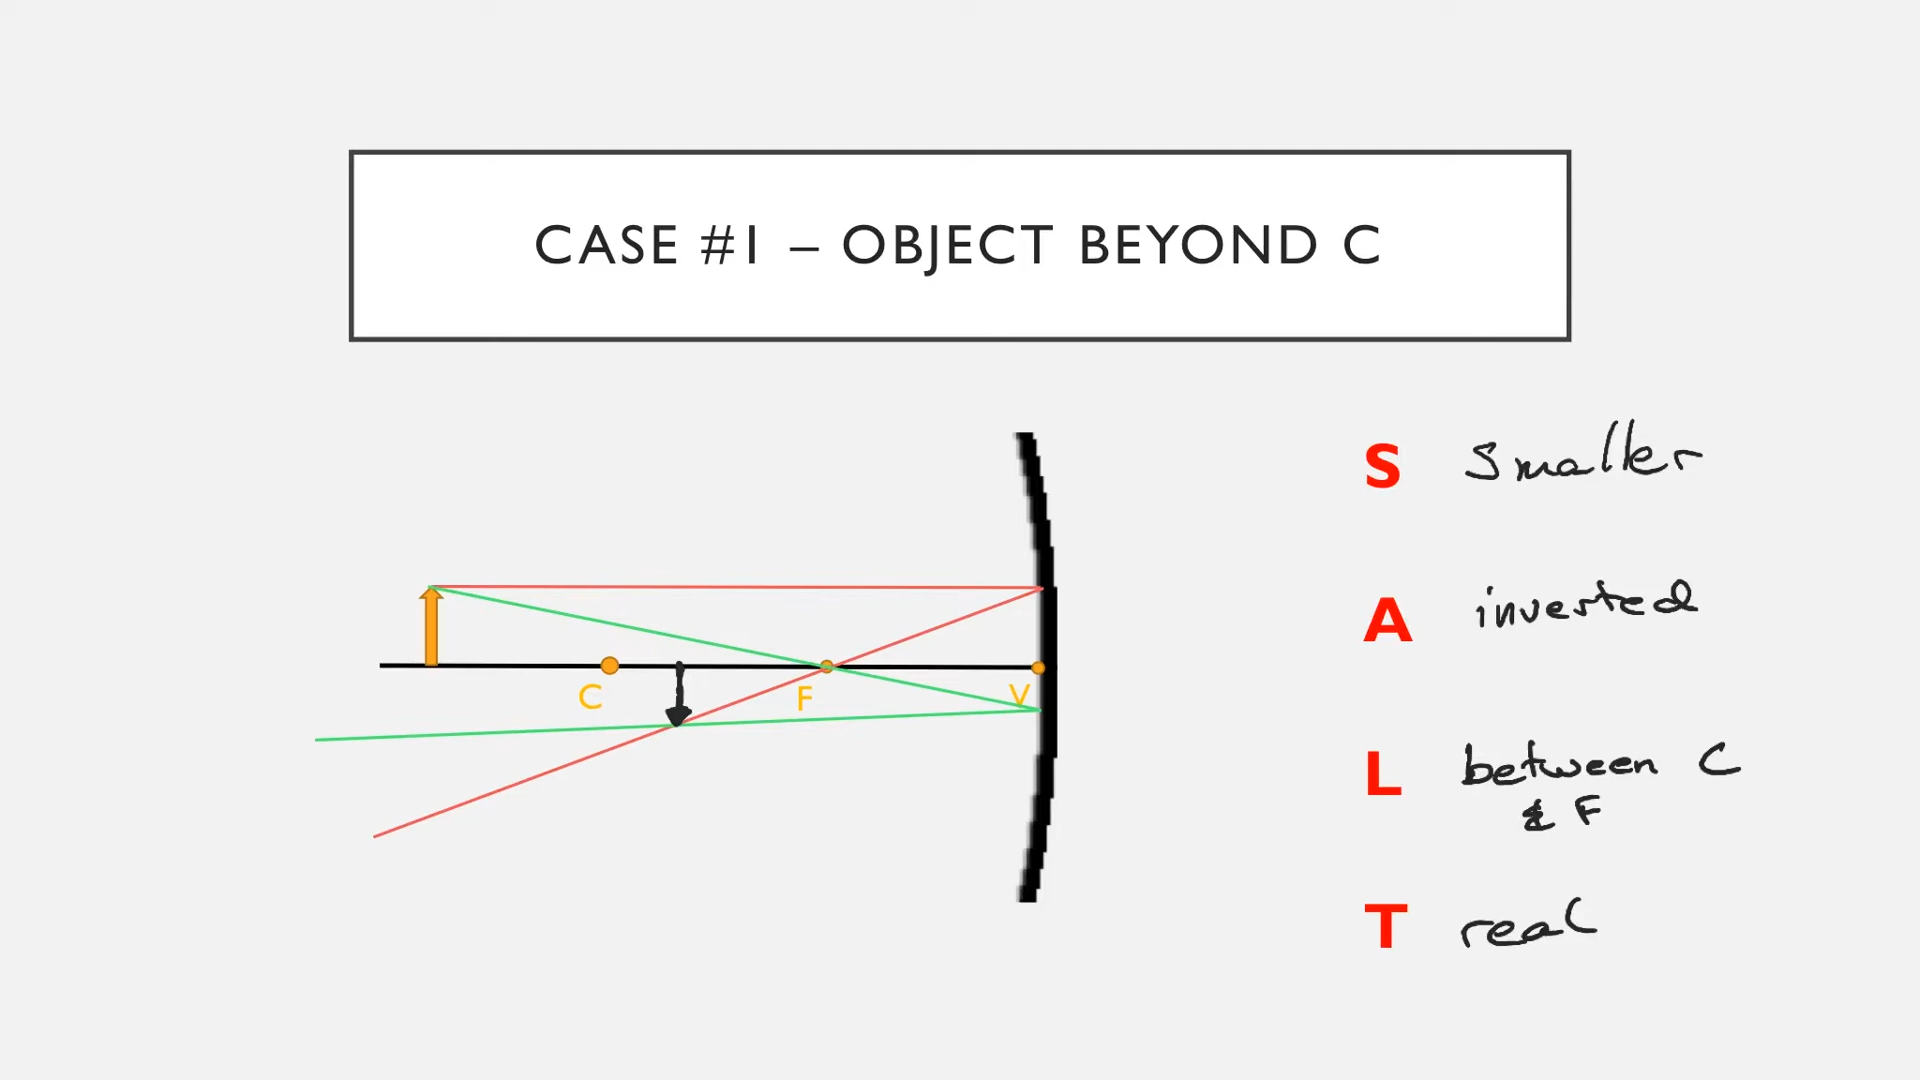 CASE #1 – OBJECT BEYOND C
C
F
V
S smaller
A inverted
L between C
& F
T real